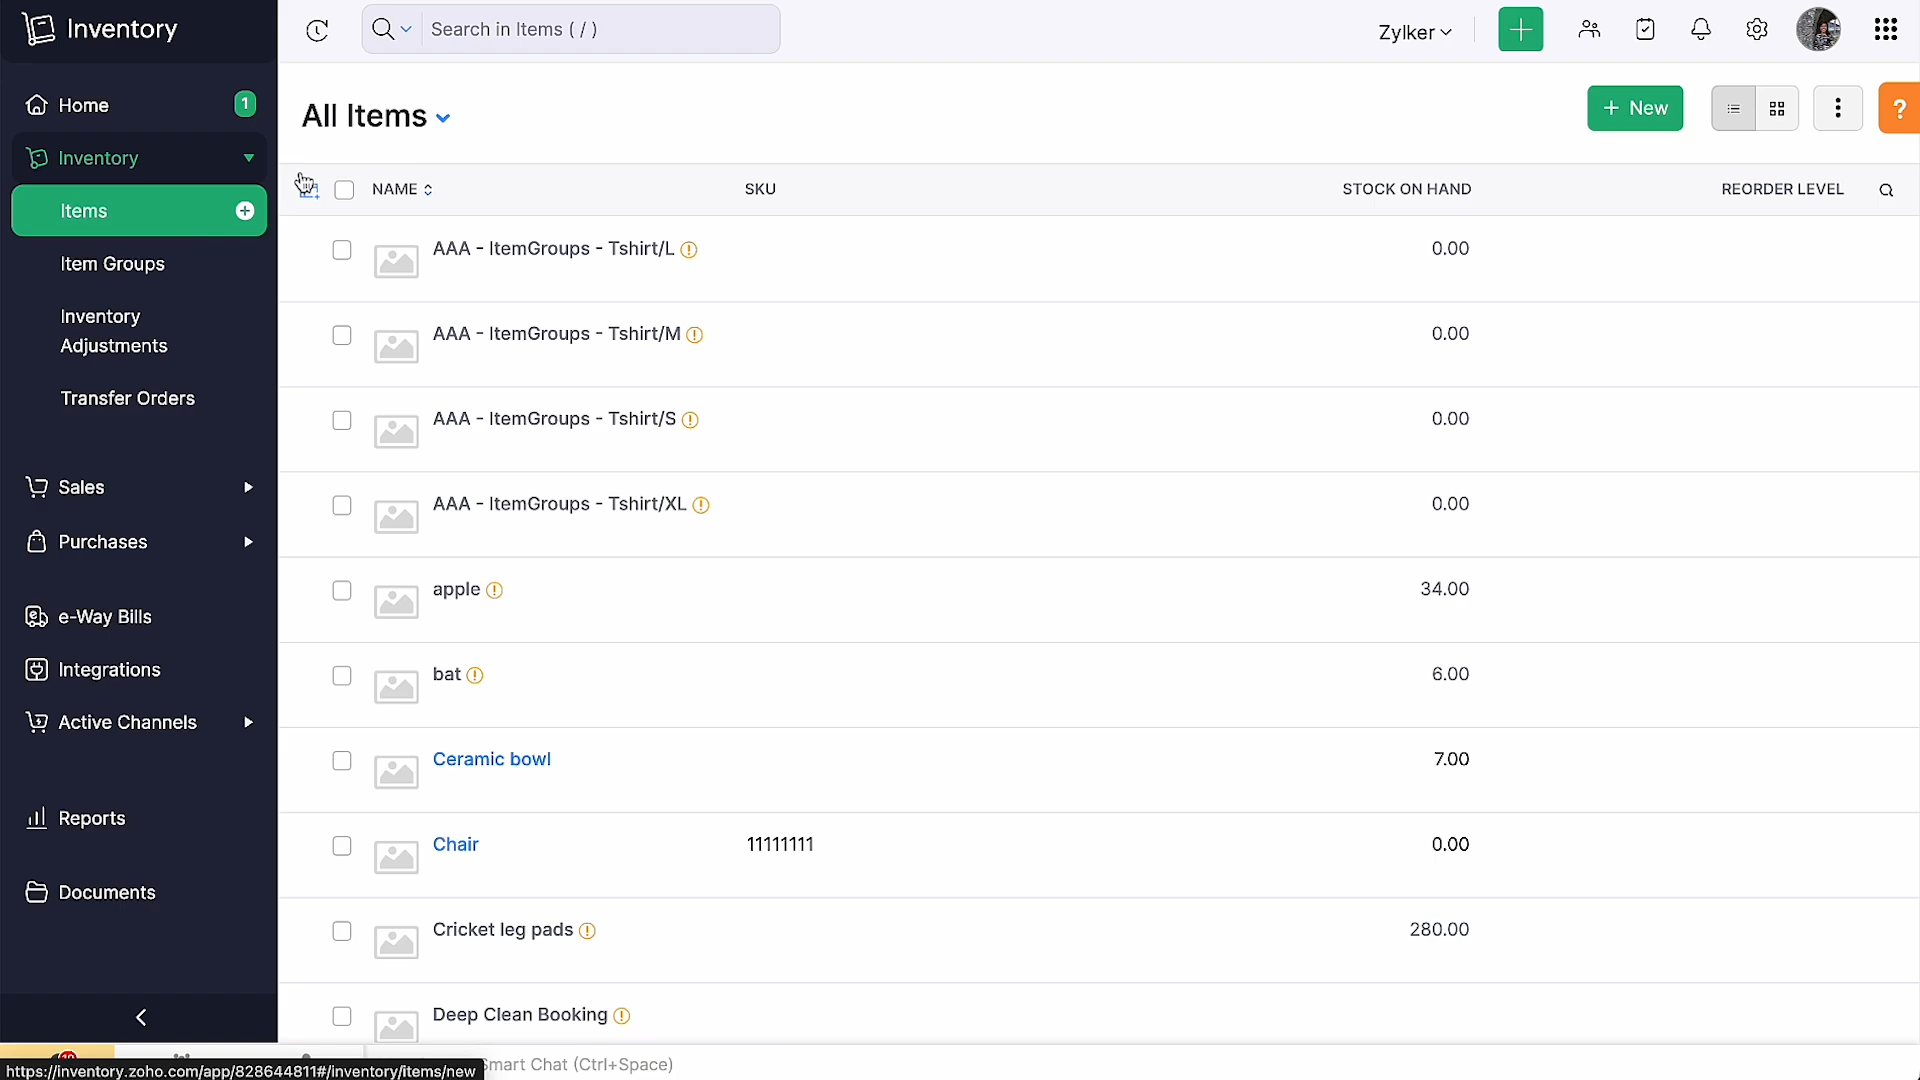 Inventory
Search in Items ( / )
Zylker
Home 1
Inventory
Items
Item Groups
Inventory
Adjustments
Transfer Orders
Sales
Purchases
e-Way Bills
Integrations
Active Channels
Reports
Documents
All Items
+ New
?
NAME SKU STOCK ON HAND REORDER LEVEL
AAA - ItemGroups - Tshirt/L 0.00
AAA - ItemGroups - Tshirt/M 0.00
AAA - ItemGroups - Tshirt/S 0.00
AAA - ItemGroups - Tshirt/XL 0.00
apple 34.00
bat 6.00
Ceramic bowl 7.00
Chair 11111111 0.00
Cricket leg pads 280.00
Deep Clean Booking
Smart Chat (Ctrl+Space)
https://inventory.zoho.com/app/828644811#/inventory/items/new